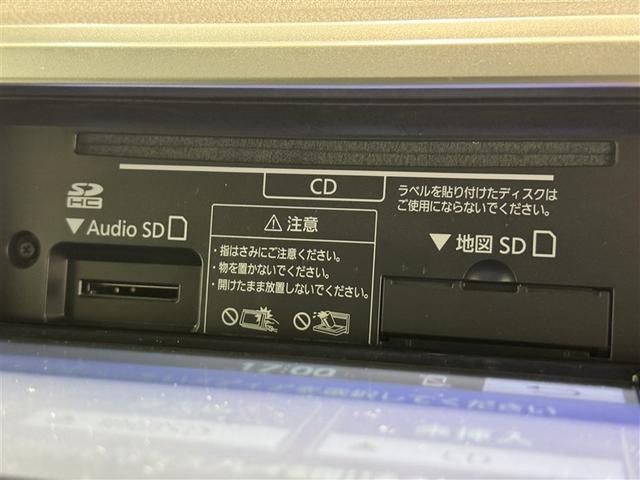 CD
ラベルを貼り付けたディスクは
ご使用にならないでください。
SD
HC
▼Audio SD
⚠注意
・指はさみにご注意ください。
・物を置かないでください。
・開けたまま放置しないでください。
▼地図 SD
17:00
未挿入
CD